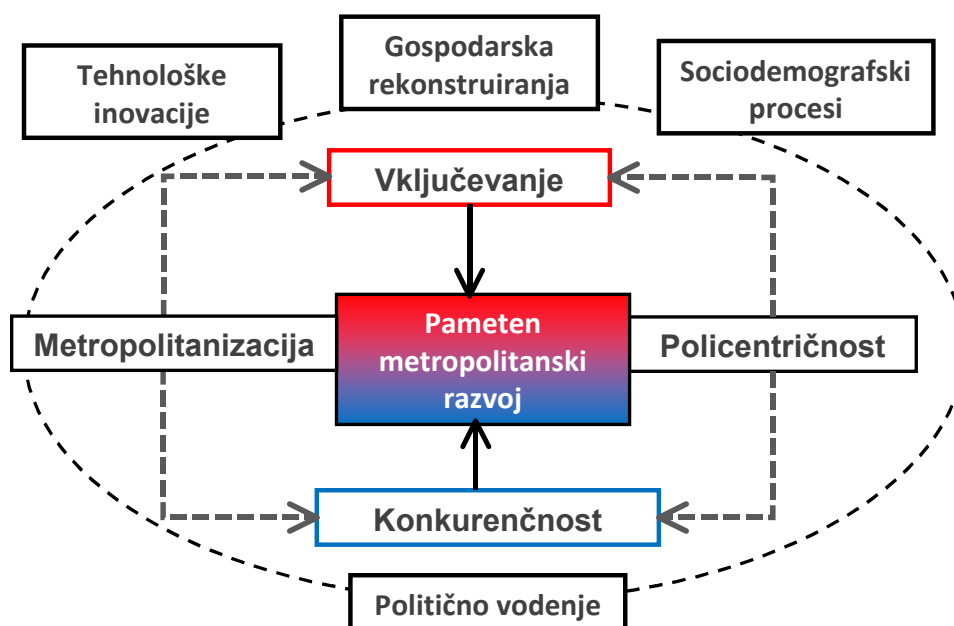 Gospodarska
rekonstruiranja
Tehnološke
inovacije
Sociodemografski
procesi
Vključevanje
Metropolitanizacija
Pameten
metropolitanski
razvoj
Policentričnost
Konkurenčnost
Politično vodenje